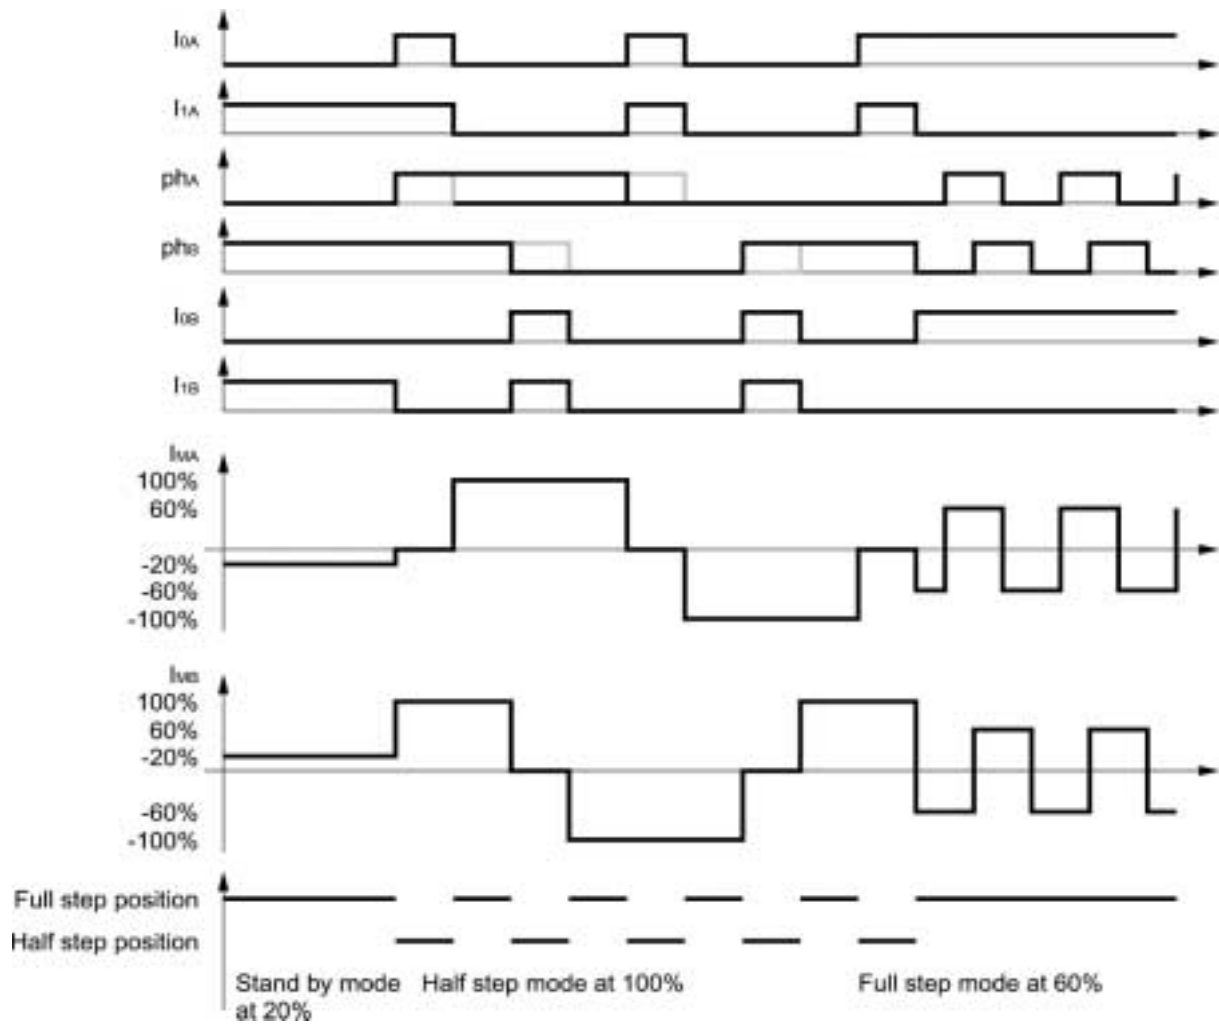 I0A
I1A
phA
phB
I0B
I1B
IMA
100%
60%
-20%
-60%
-100%
IMB
100%
60%
-20%
-60%
-100%
Full step position
Half step position
Stand by mode
at 20%
Half step mode at 100%
Full step mode at 60%